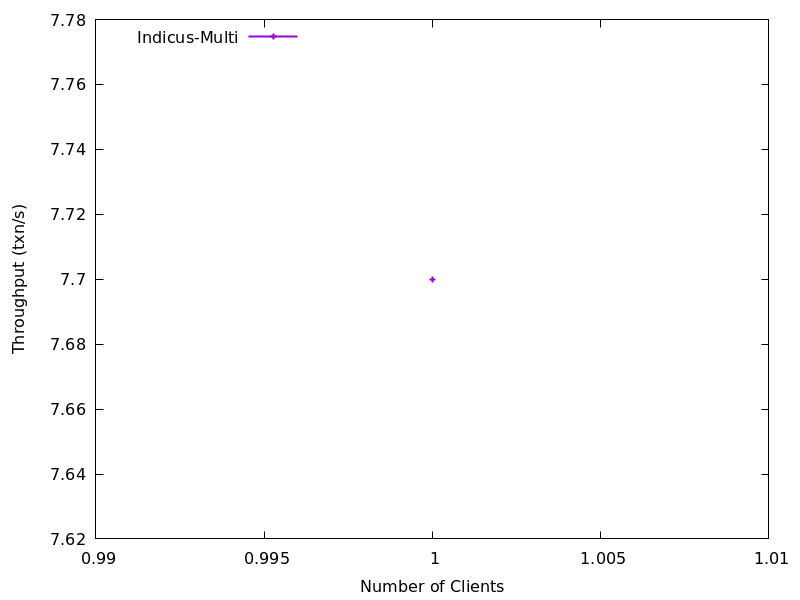 Indicus-Multi
7.78
7.76
7.74
7.72
7.7
7.68
7.66
7.64
7.62
Throughput (txn/s)
0.99 0.995 1 1.005 1.01
Number of Clients